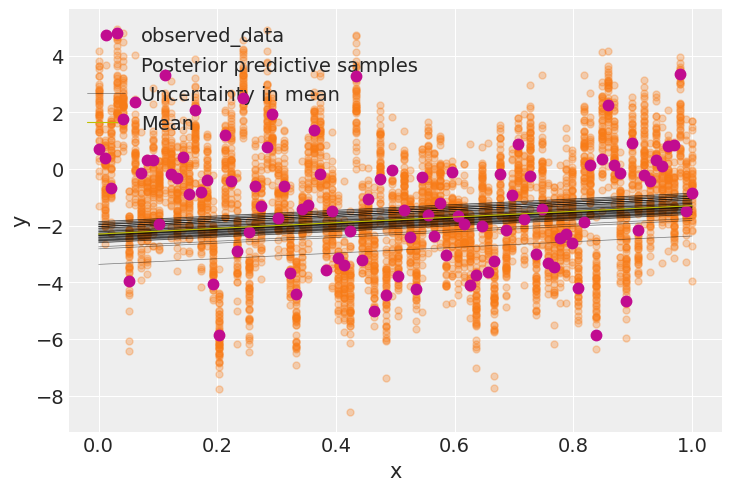 observed_data
Posterior predictive samples
Uncertainty in mean
Mean
4
2
0
−2
−4
−6
−8
y
0.0 0.2 0.4 0.6 0.8 1.0
x